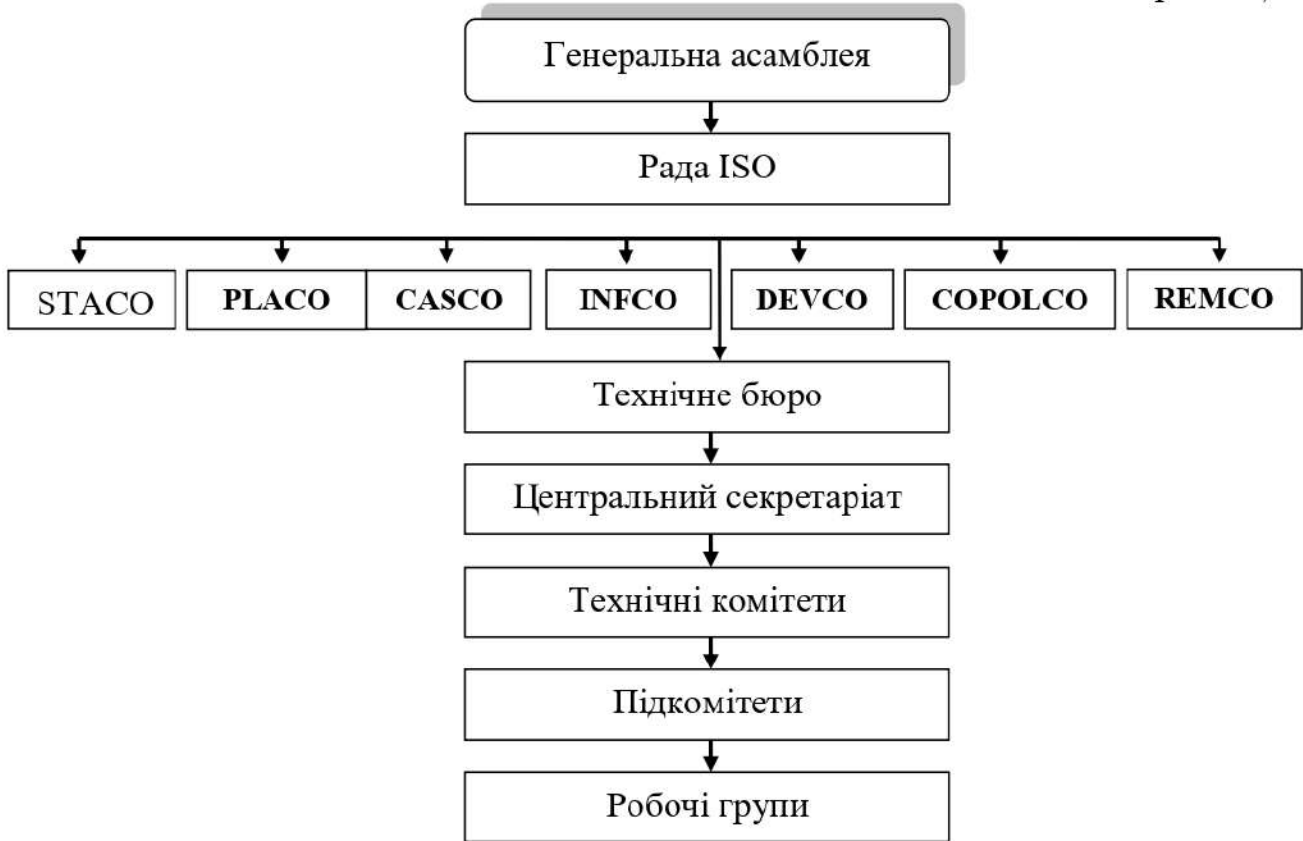 Генеральна асамблея
Рада ISO
STACO PLACO CASCO INFCO DEVCO COPOLCO REMCO
Технічне бюро
Центральний секретаріат
Технічні комітети
Підкомітети
Робочі групи